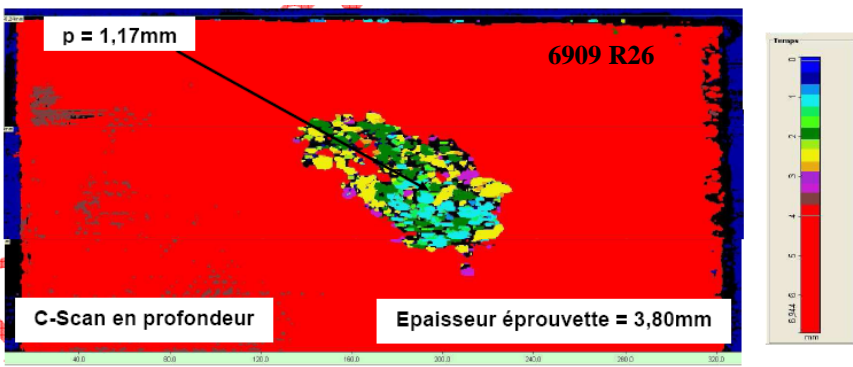 p = 1,17mm
6909 R26
C-Scan en profondeur
Epaisseur éprouvette = 3,80mm
40.0 80.0 120.0 160.0 200.0 240.0 280.0 320.0
Temps
0
1
2
3
4
5
6
6,944
mm